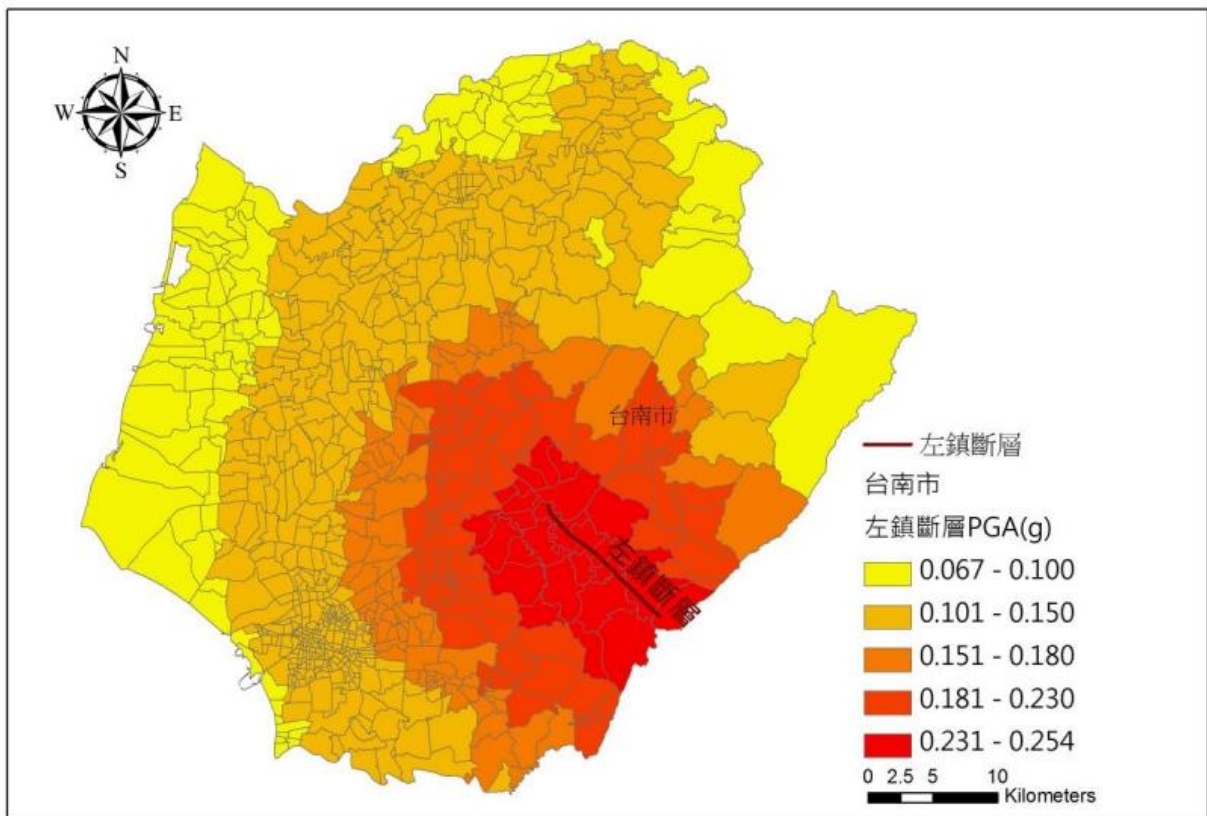 N
W E
S
台南市
左鎮斷層
左鎮斷層
台南市
左鎮斷層PGA(g)
0.067 - 0.100
0.101 - 0.150
0.151 - 0.180
0.181 - 0.230
0.231 - 0.254
0 2.5 5 10
Kilometers